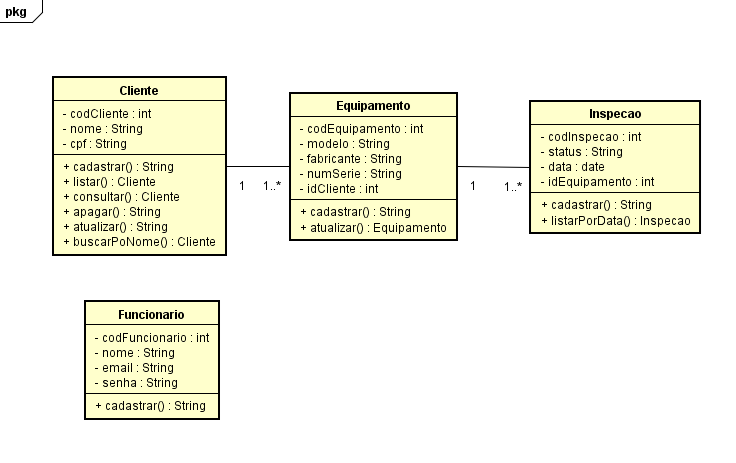 pkg
Cliente
- codCliente : int
- nome : String
- cpf : String
+ cadastrar() : String
+ listar() : Cliente
+ consultar() : Cliente
+ apagar() : String
+ atualizar() : String
+ buscarPoNome() : Cliente
1
1..*
Equipamento
- codEquipamento : int
- modelo : String
- fabricante : String
- numSerie : String
- idCliente : int
+ cadastrar() : String
+ atualizar() : Equipamento
1
1..*
Inspecao
- codInspecao : int
- status : String
- data : date
- idEquipamento : int
+ cadastrar() : String
+ listarPorData() : Inspecao
Funcionario
- codFuncionario : int
- nome : String
- email : String
- senha : String
+ cadastrar() : String